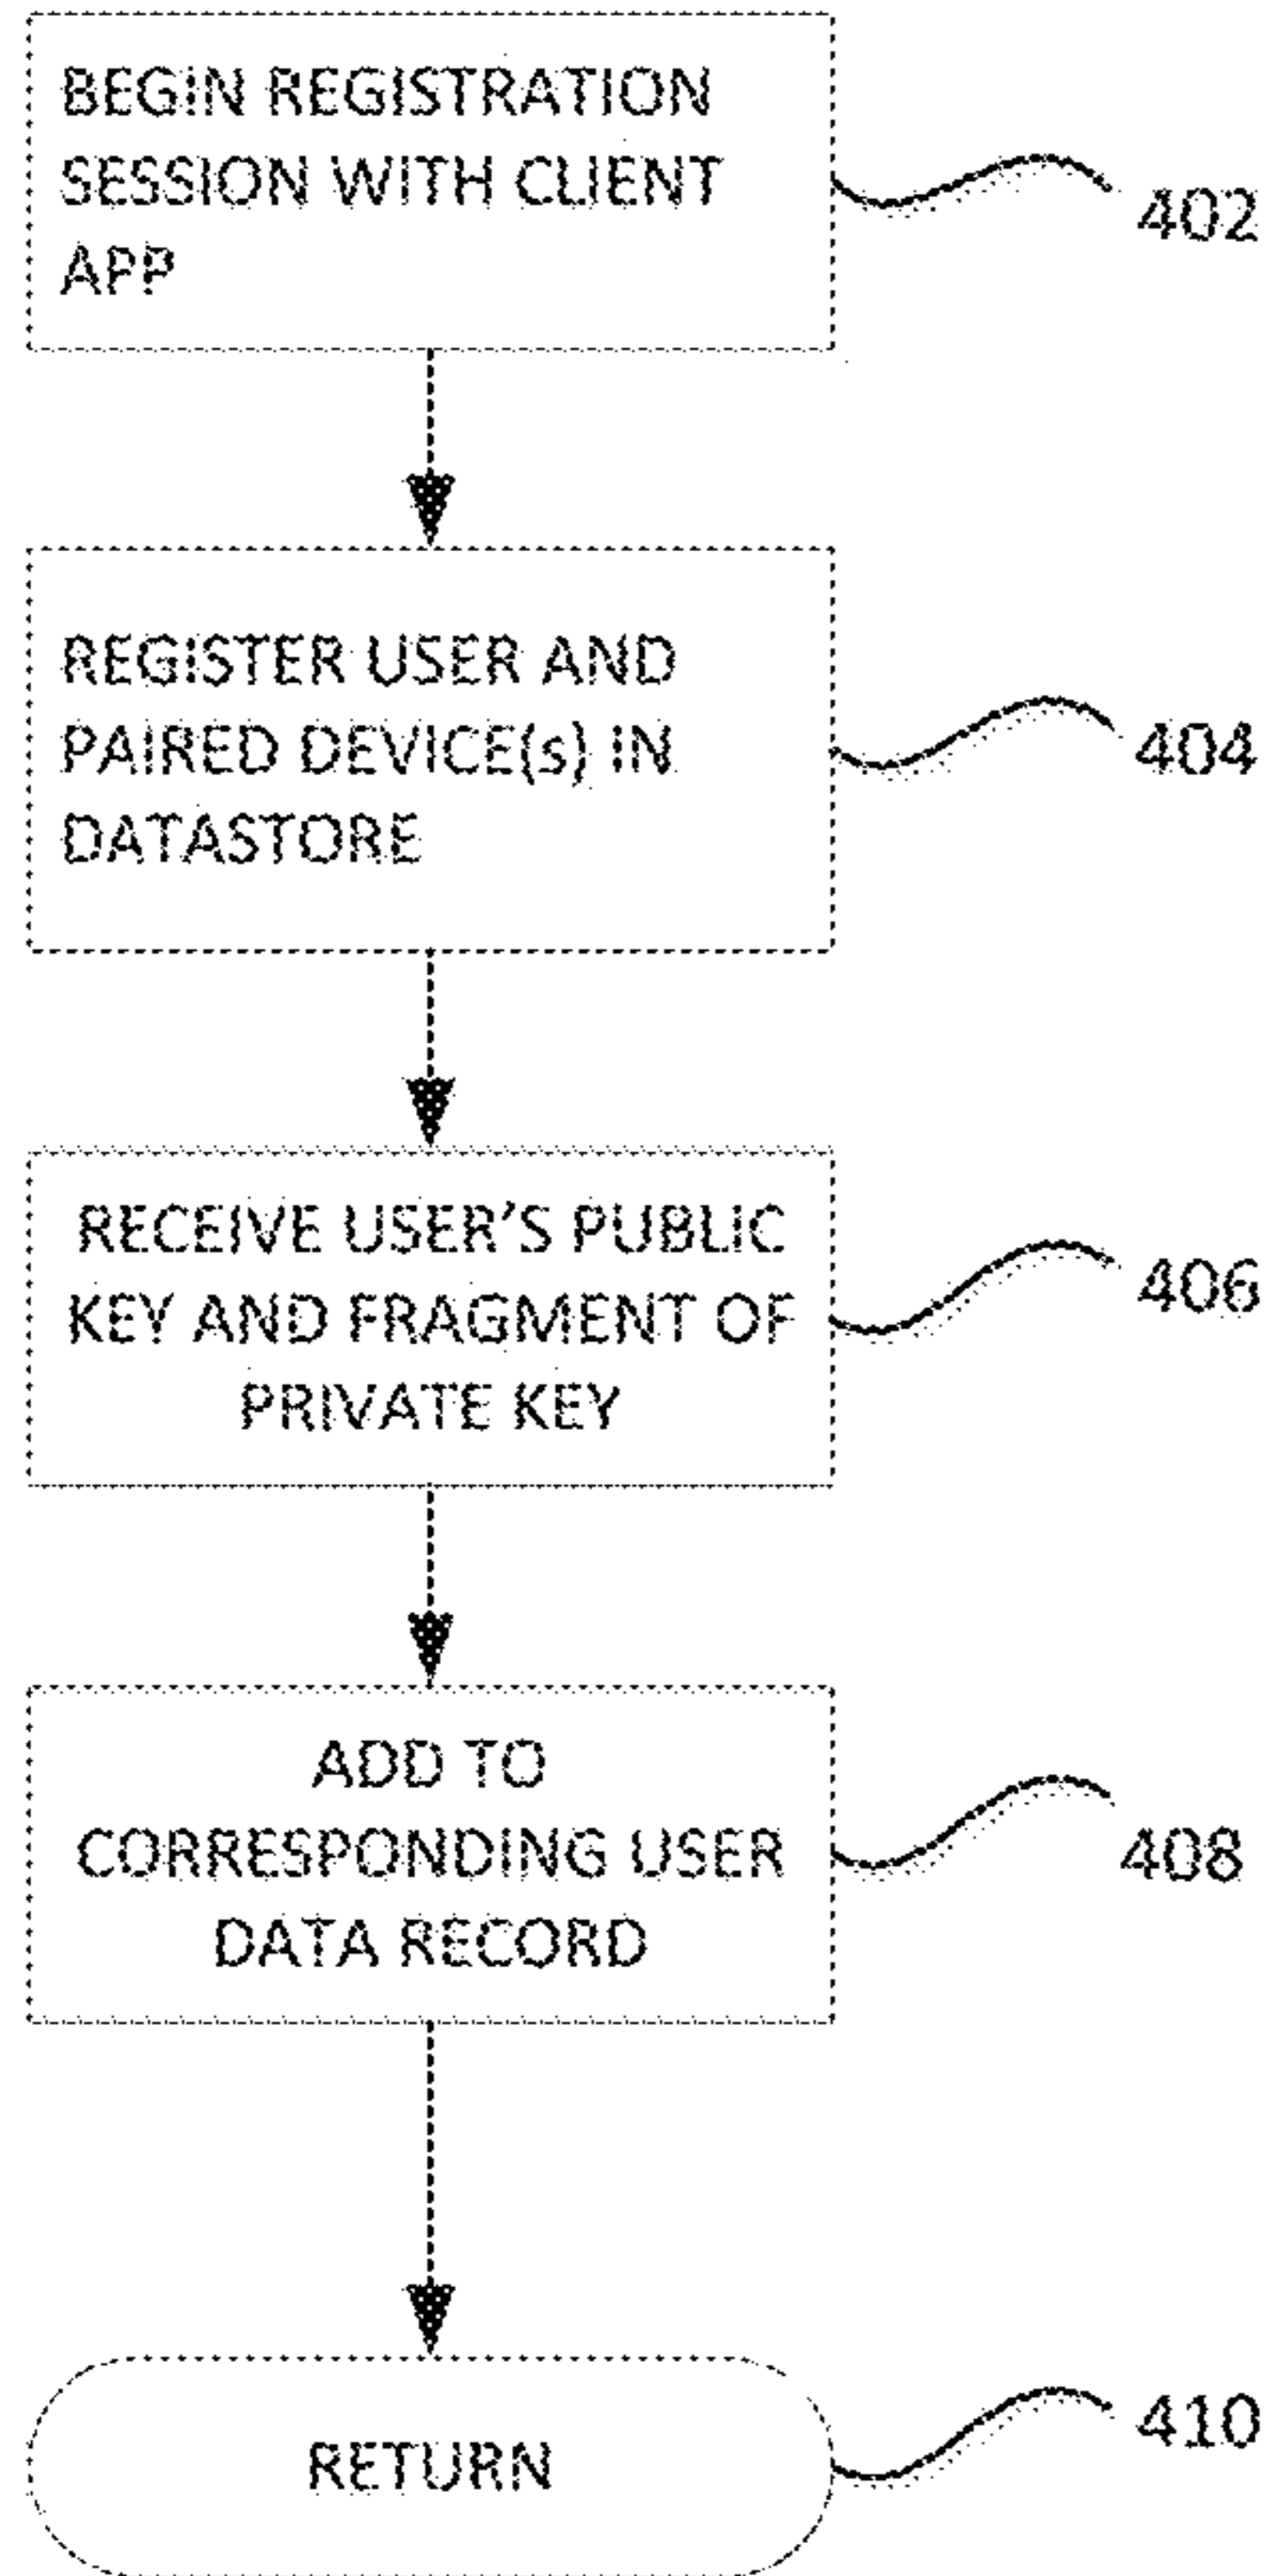 BEGIN REGISTRATION
SESSION WITH CLIENT
APP
402
REGISTER USER AND
PAIRED DEVICE(s) IN
DATASTORE
404
RECEIVE USER'S PUBLIC
KEY AND FRAGMENT OF
PRIVATE KEY
406
ADD TO
CORRESPONDING USER
DATA RECORD
408
RETURN
410